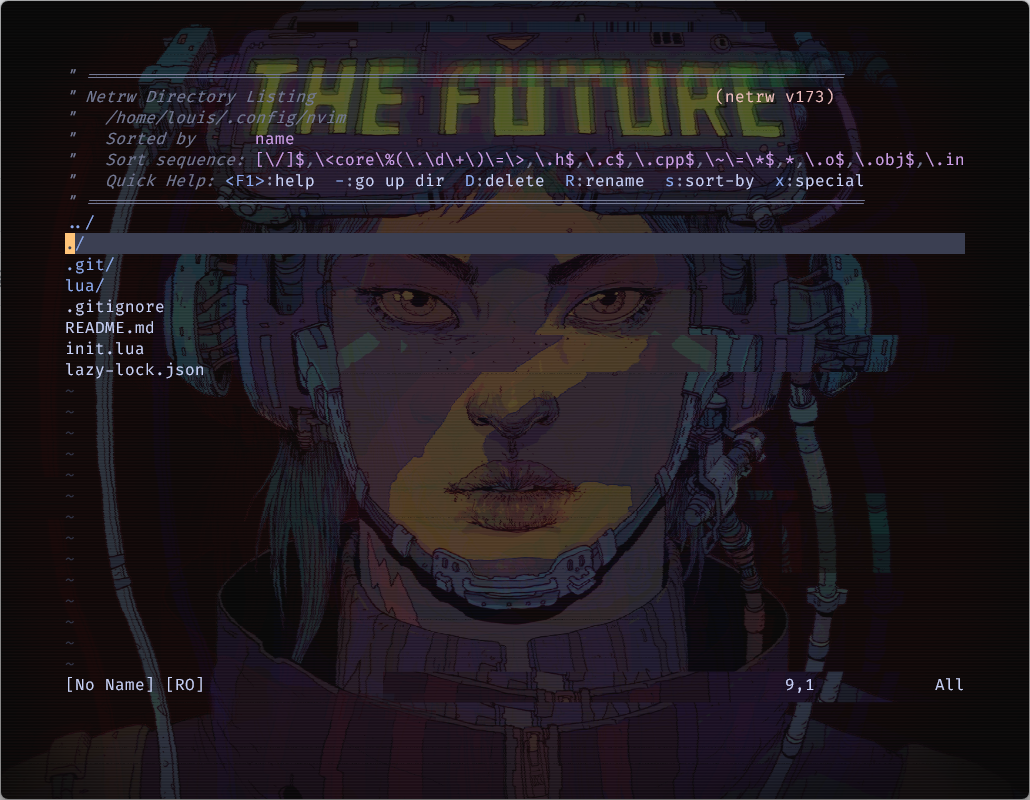 THE FUTURE
" ============================================================================
" Netrw Directory Listing                                        (netrw v173)
"   /home/louis/.config/nvim
"   Sorted by      name
"   Sort sequence: [\/]$,\<core\%(\.\d\+\)\=\>,\.h$,\.c$,\.cpp$,\~\=\*$,*,\.o$,\.obj$,\.in
"   Quick Help: <F1>:help  -:go up dir  D:delete  R:rename  s:sort-by  x:special
" ==============================================================================
../
./
.git/
lua/
.gitignore
README.md
init.lua
lazy-lock.json
~
~
~
~
~
~
~
~
~
~
~
~
~
~
[No Name] [RO]                                                          9,1            All